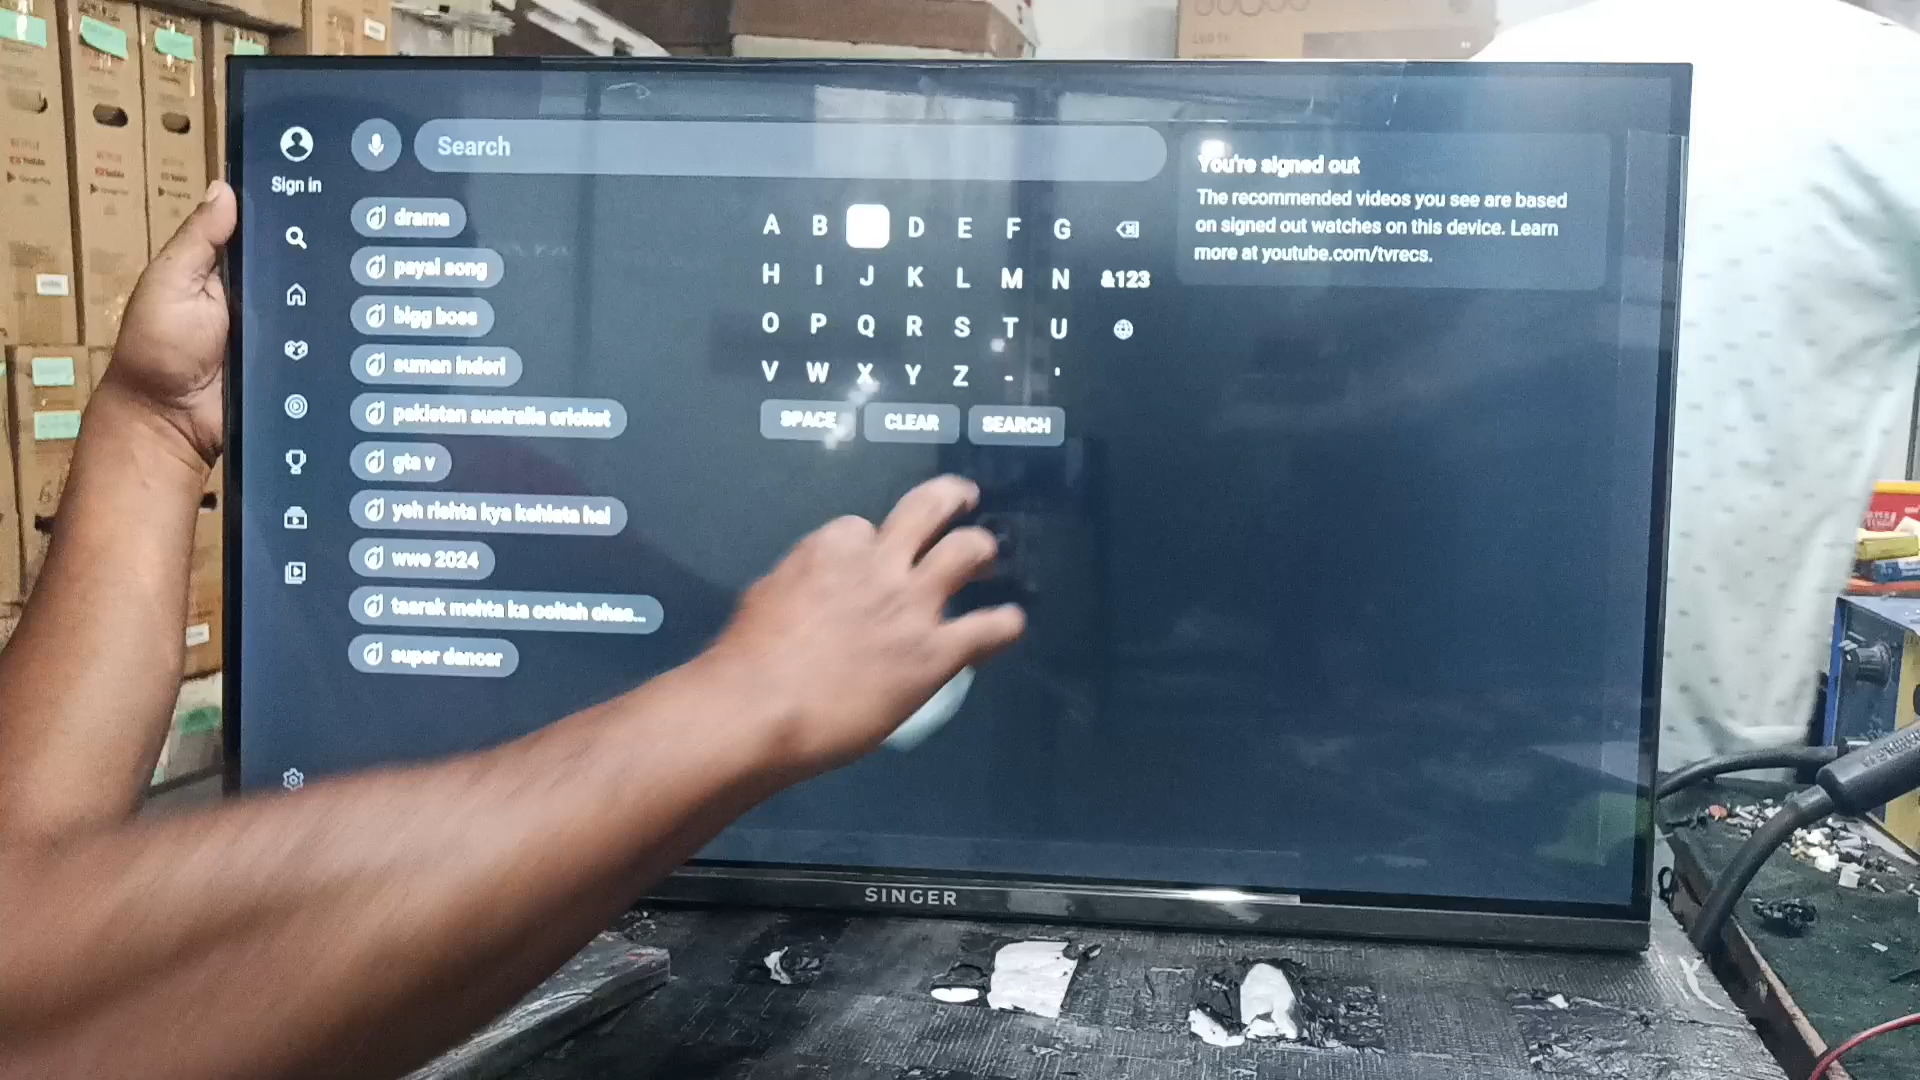 Search
Sign in
You're signed out
The recommended videos you see are based
on signed out watches on this device. Learn
more at youtube.com/tvrecs.
drama
payal song
bigg boss
suman indori
pakistan australia cricket
gta v
yeh rishta kya kehlata hai
wwe 2024
taarak mehta ka ooltah chas...
super dancer
A B D E F G
H I J K L M N &123
O P Q R S T U
V W X Y Z - '
SPACE CLEAR SEARCH
SINGER